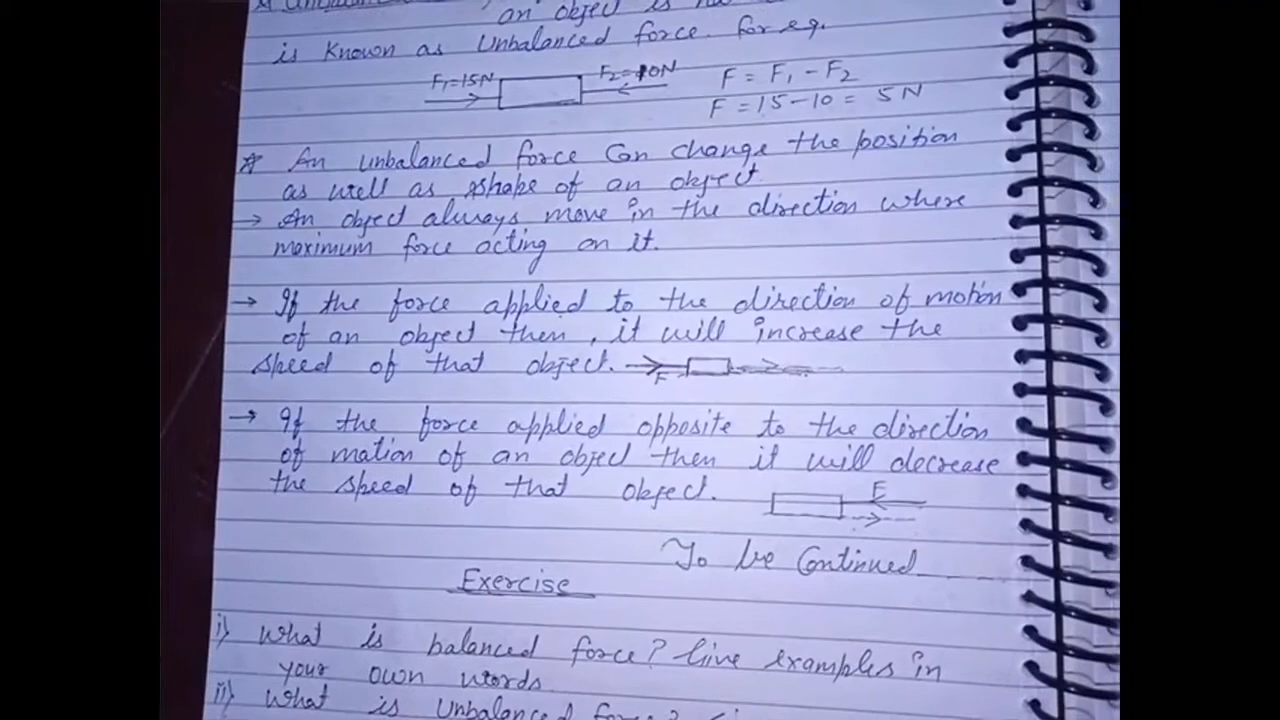 an object is
is known as Unbalanced force. for eg.
F₁=15N F₂=10N F = F₁ - F₂
F = 15-10 = 5N
* An unbalanced force Can change the position
as well as shape of an object.
→ An object always move in the direction where
maximum force acting on it.
→ If the force applied to the direction of motion
of an object then, it will increase the
speed of that object. F
→ If the force applied opposite to the direction
of mation of an object then it will decrease
the speed of that object. F
To be Continued
Exercise
i) What is balanced force? Give examples in
your own words
ii) What is Unbalanced force?